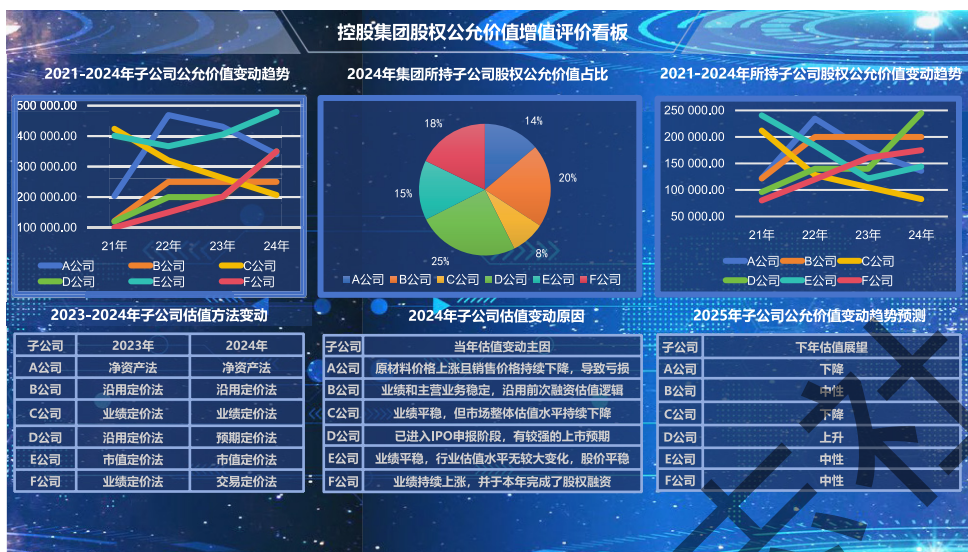 控股集团股权公允价值增值评价看板
2021-2024年子公司公允价值变动趋势
500 000.00
400 000.00
300 000.00
200 000.00
100 000.00
21年 22年 23年 24年
A公司 B公司 C公司
D公司 E公司 F公司
2024年集团所持子公司股权公允价值占比
14%
20%
8%
25%
15%
18%
A公司 B公司 C公司 D公司 E公司 F公司
2021-2024年所持子公司股权公允价值变动趋势
250 000.00
200 000.00
150 000.00
100 000.00
50 000.00
21年 22年 23年 24年
A公司 B公司 C公司
D公司 E公司 F公司
2023-2024年子公司估值方法变动
子公司 2023年 2024年
A公司 净资产法 净资产法
B公司 沿用定价法 沿用定价法
C公司 业绩定价法 业绩定价法
D公司 沿用定价法 预期定价法
E公司 市值定价法 市值定价法
F公司 业绩定价法 交易定价法
2024年子公司估值变动原因
子公司 当年估值变动主因
A公司 原材料价格上涨且销售价格持续下降，导致亏损
B公司 业绩和主营业务稳定，沿用前次融资估值逻辑
C公司 业绩平稳，但市场整体估值水平持续下降
D公司 已进入IPO申报阶段，有较强的上市预期
E公司 业绩平稳，行业估值水平无较大变化，股价平稳
F公司 业绩持续上涨，并于本年完成了股权融资
2025年子公司公允价值变动趋势预测
子公司 下年估值展望
A公司 下降
B公司 中性
C公司 下降
D公司 上升
E公司 中性
F公司 中性